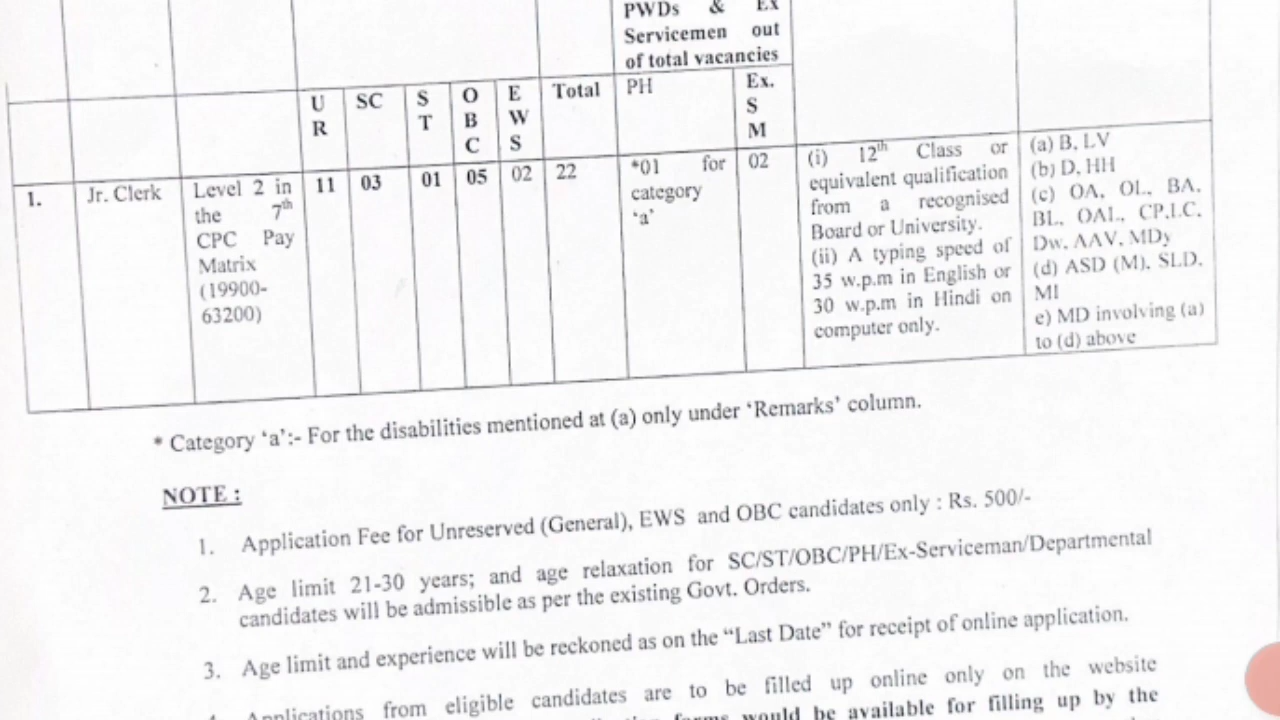 PWDs & Ex
Servicemen out
of total vacancies
U
R
SC
S
T
O
B
C
E
W
S
Total
PH
Ex.
S
M
1.
Jr. Clerk
Level 2 in
the 7th
CPC Pay
Matrix
(19900-
63200)
11
03
01
05
02
22
*01 for
category
'a'
02
(i) 12th Class or
equivalent qualification
from a recognised
Board or University.
(ii) A typing speed of
35 w.p.m in English or
30 w.p.m in Hindi on
computer only.
(a) B, LV
(b) D, HH
(c) OA, OL, BA,
BL, OAL, CP,LC,
Dw, AAV, MDy
(d) ASD (M), SLD,
MI
e) MD involving (a)
to (d) above
* Category 'a':- For the disabilities mentioned at (a) only under 'Remarks' column.
NOTE :
1. Application Fee for Unreserved (General), EWS and OBC candidates only : Rs. 500/-
2. Age limit 21-30 years; and age relaxation for SC/ST/OBC/PH/Ex-Serviceman/Departmental
candidates will be admissible as per the existing Govt. Orders.
3. Age limit and experience will be reckoned as on the "Last Date" for receipt of online application.
Applications from eligible candidates are to be filled up online only on the website
forms would be available for filling up by the